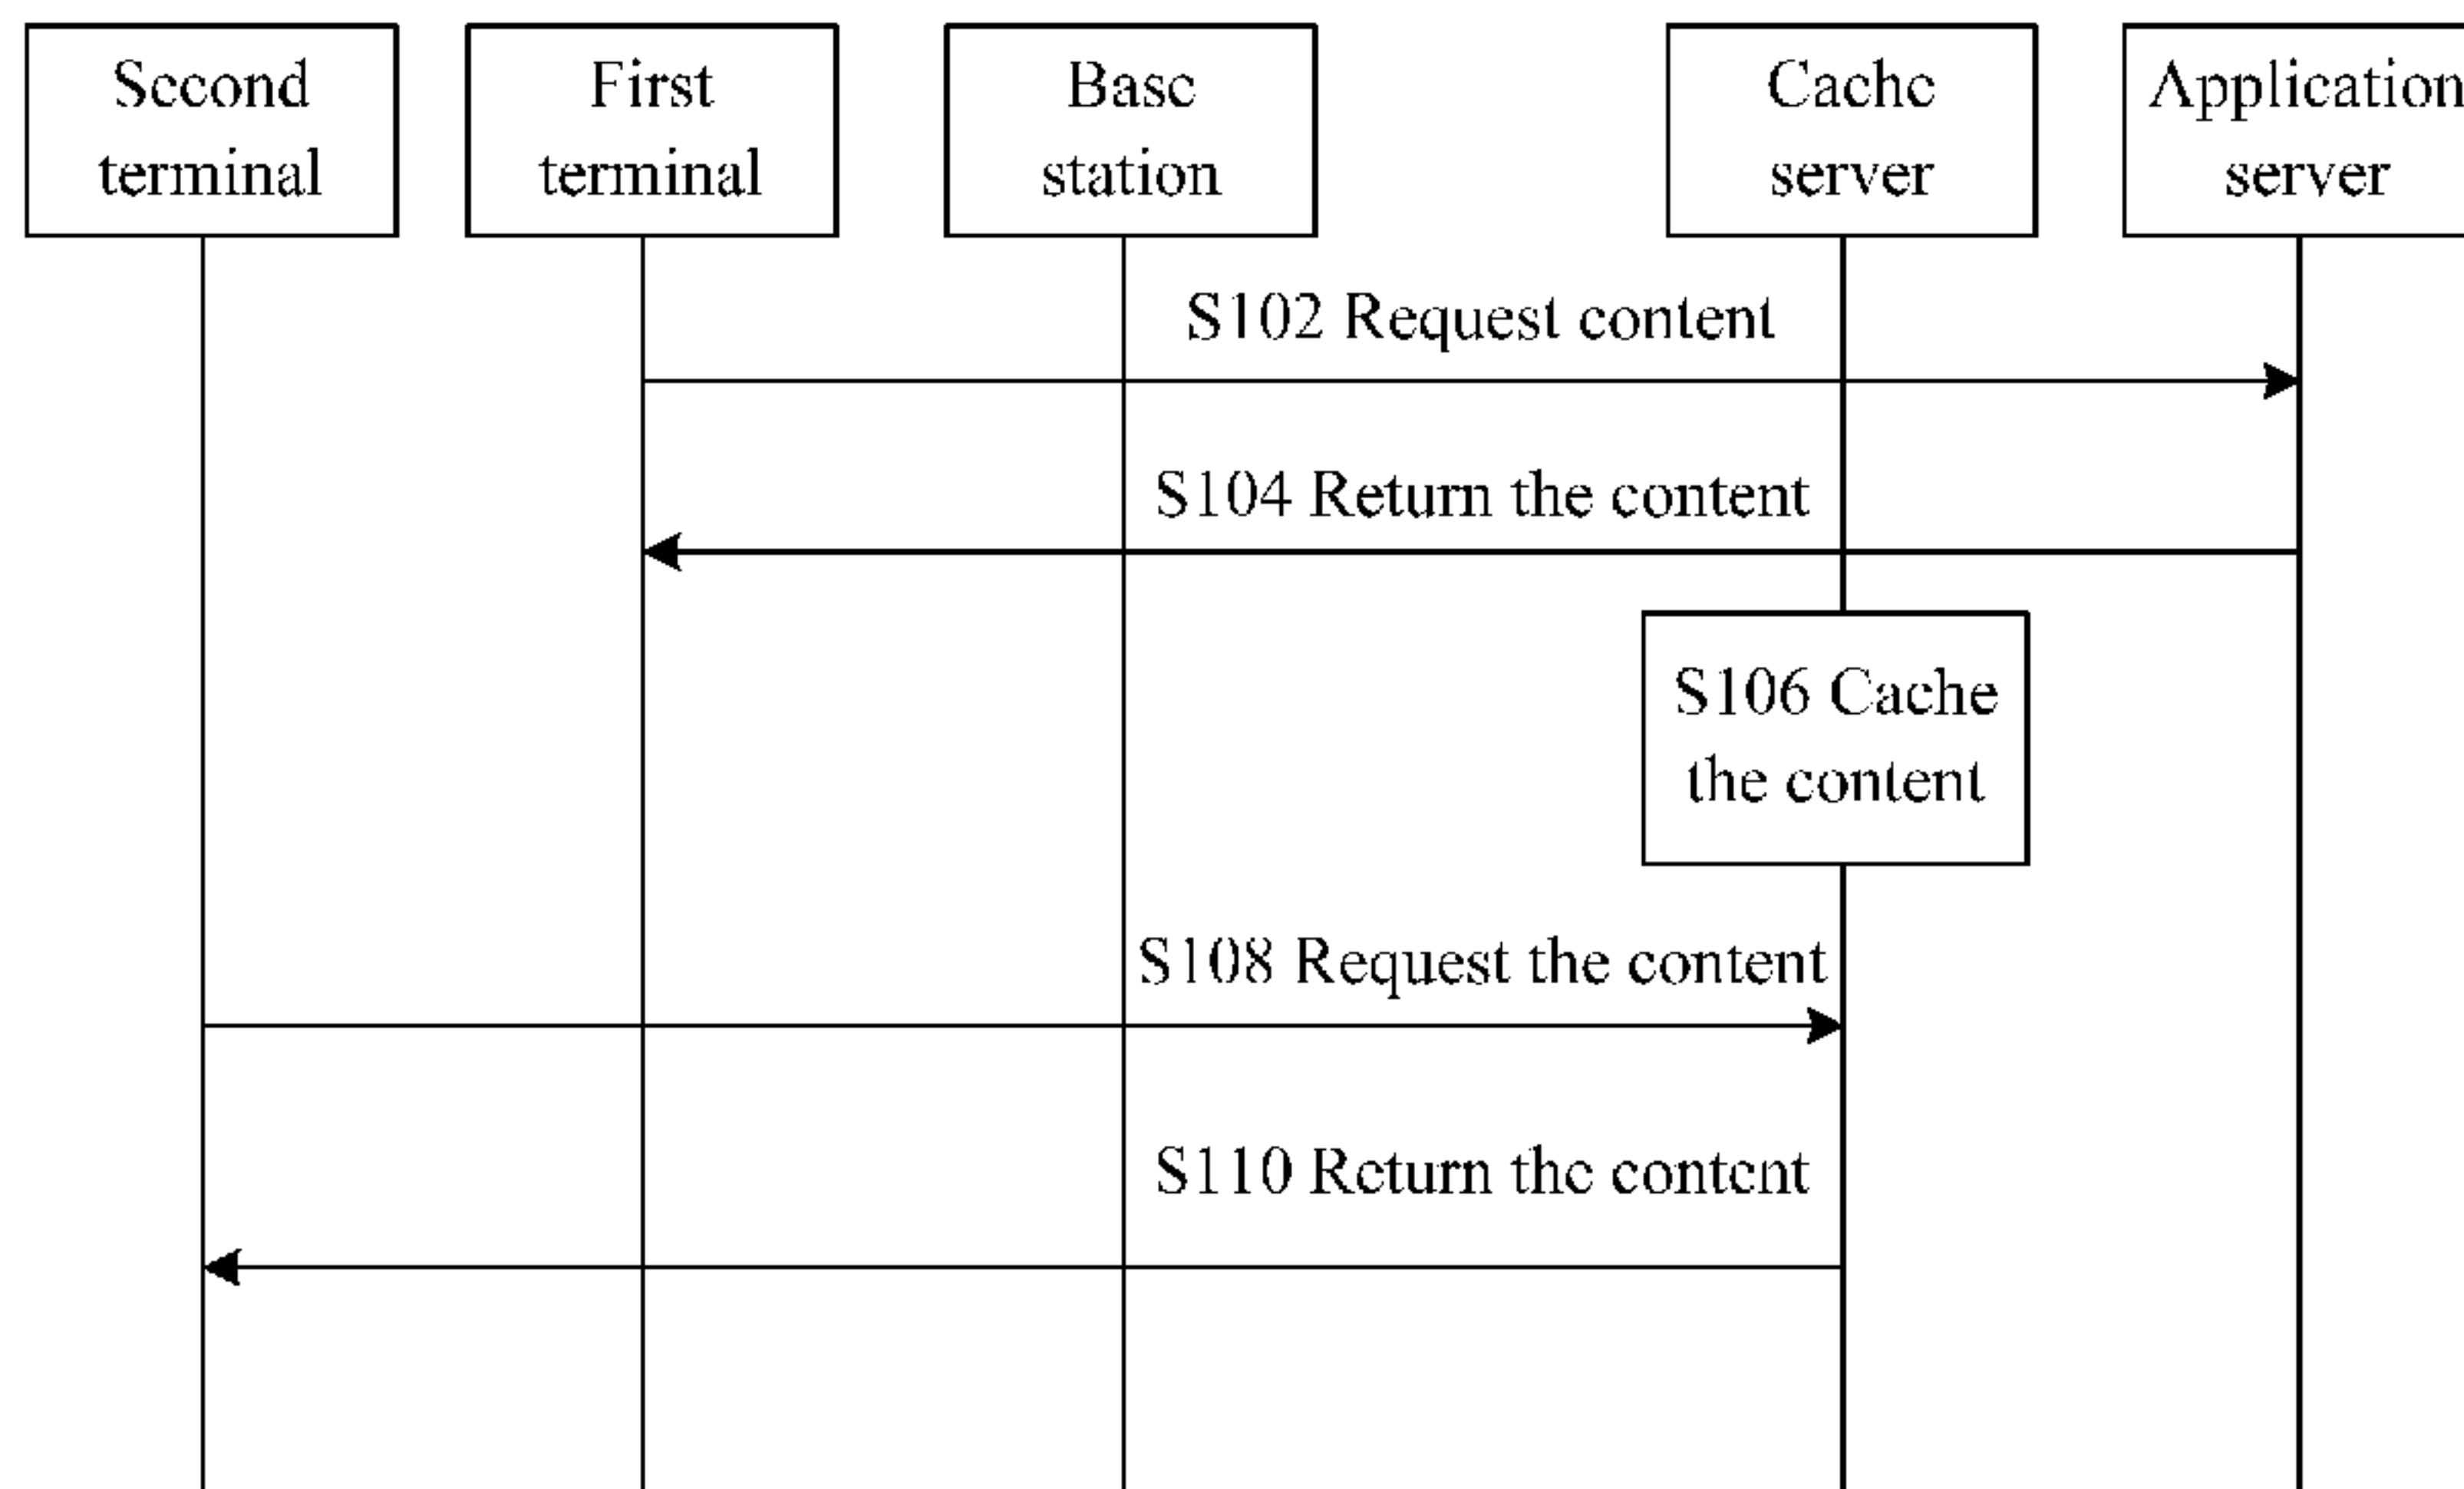 Second
terminal
First
terminal
Base
station
Cache
server
Application
server
S102 Request content
S104 Return the content
S106 Cache
the content
S108 Request the content
S110 Return the content